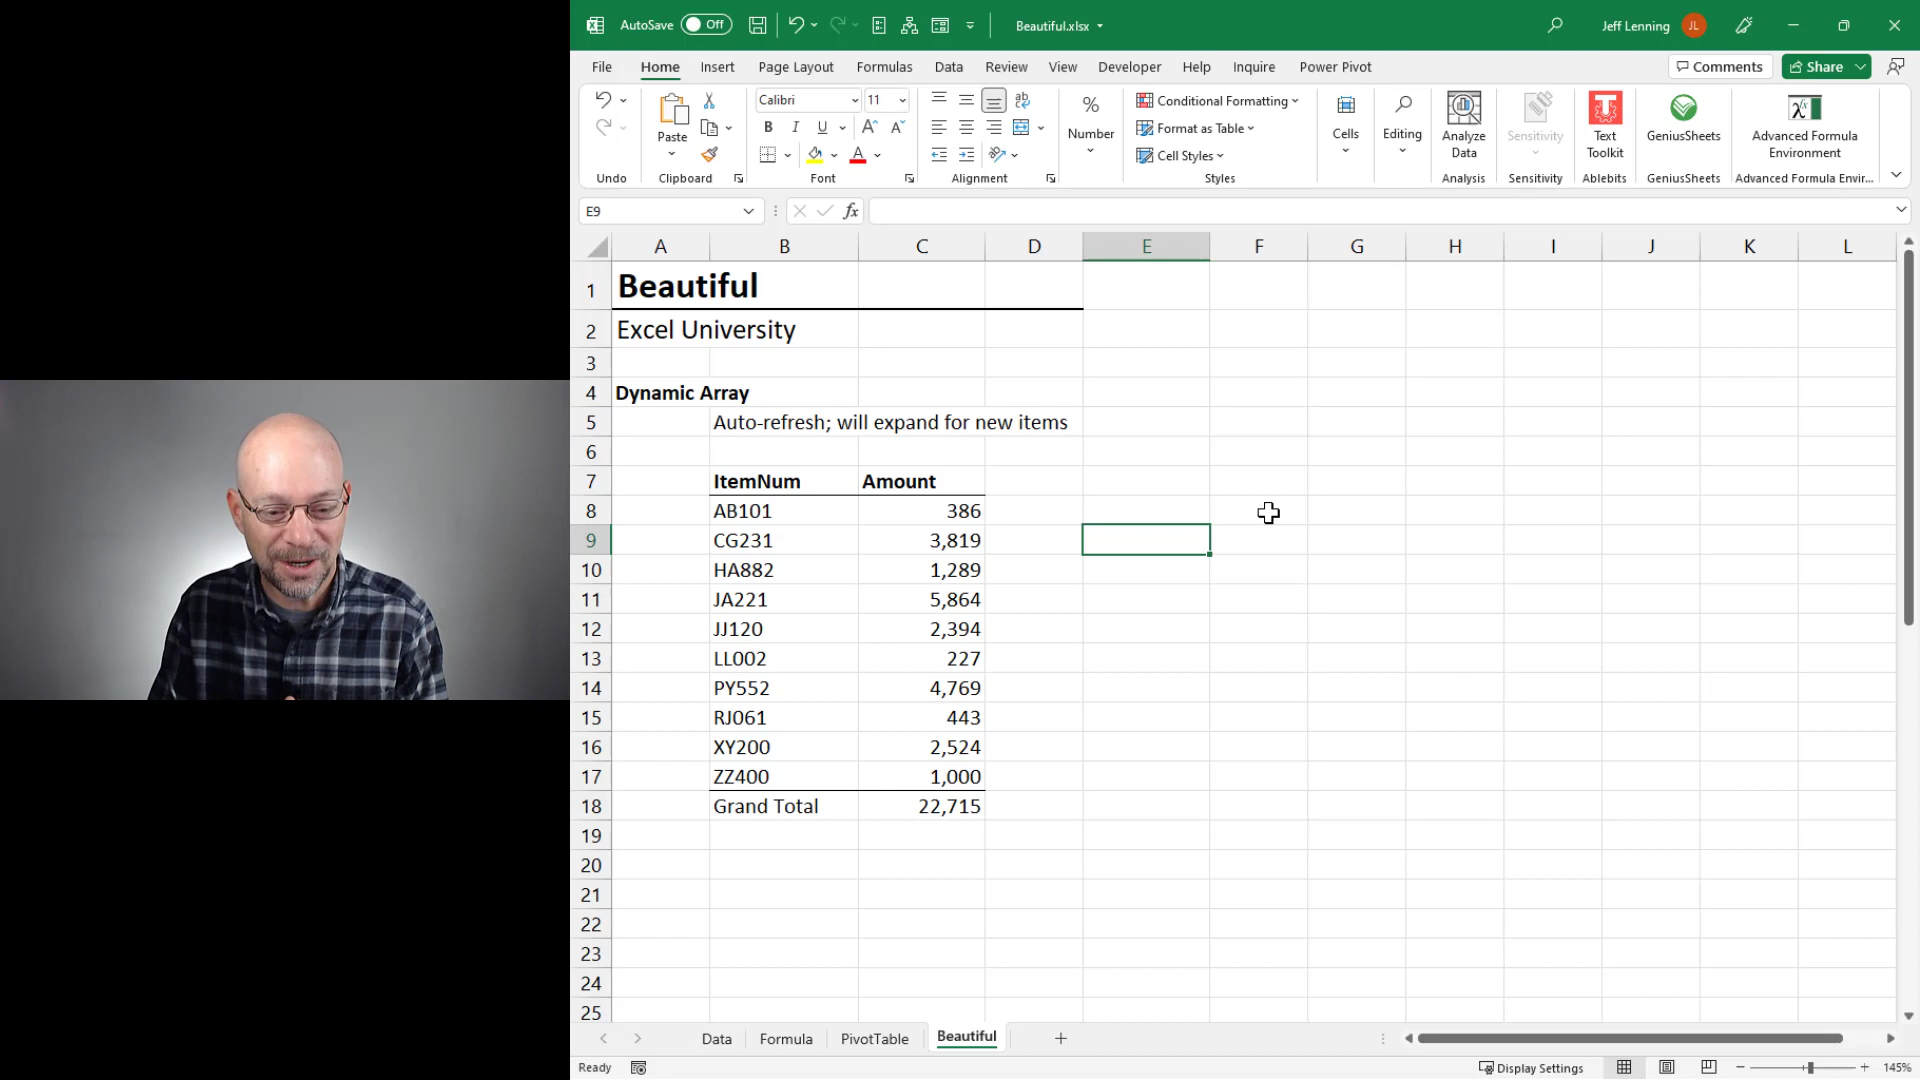 AutoSave Off
Beautiful.xlsx
Jeff Lenning JL
File Home Insert Page Layout Formulas Data Review View Developer Help Inquire Power Pivot
Comments Share
Paste
Calibri 11
B I U
ab
Number
Conditional Formatting
Format as Table
Cell Styles
Cells
Editing
Analyze Data
Sensitivity
Text Toolkit
GeniusSheets
Advanced Formula Environment
Undo Clipboard Font Alignment Styles Analysis Sensitivity Ablebits GeniusSheets Advanced Formula Envir...
E9 fx
A B C D E F G H I J K L
1 Beautiful
2 Excel University
3
4 Dynamic Array
5 Auto-refresh; will expand for new items
6
7 ItemNum Amount
8 AB101 386
9 CG231 3,819
10 HA882 1,289
11 JA221 5,864
12 JJ120 2,394
13 LL002 227
14 PY552 4,769
15 RJ061 443
16 XY200 2,524
17 ZZ400 1,000
18 Grand Total 22,715
19
20
21
22
23
24
25
Data Formula PivotTable Beautiful
Ready Display Settings 145%